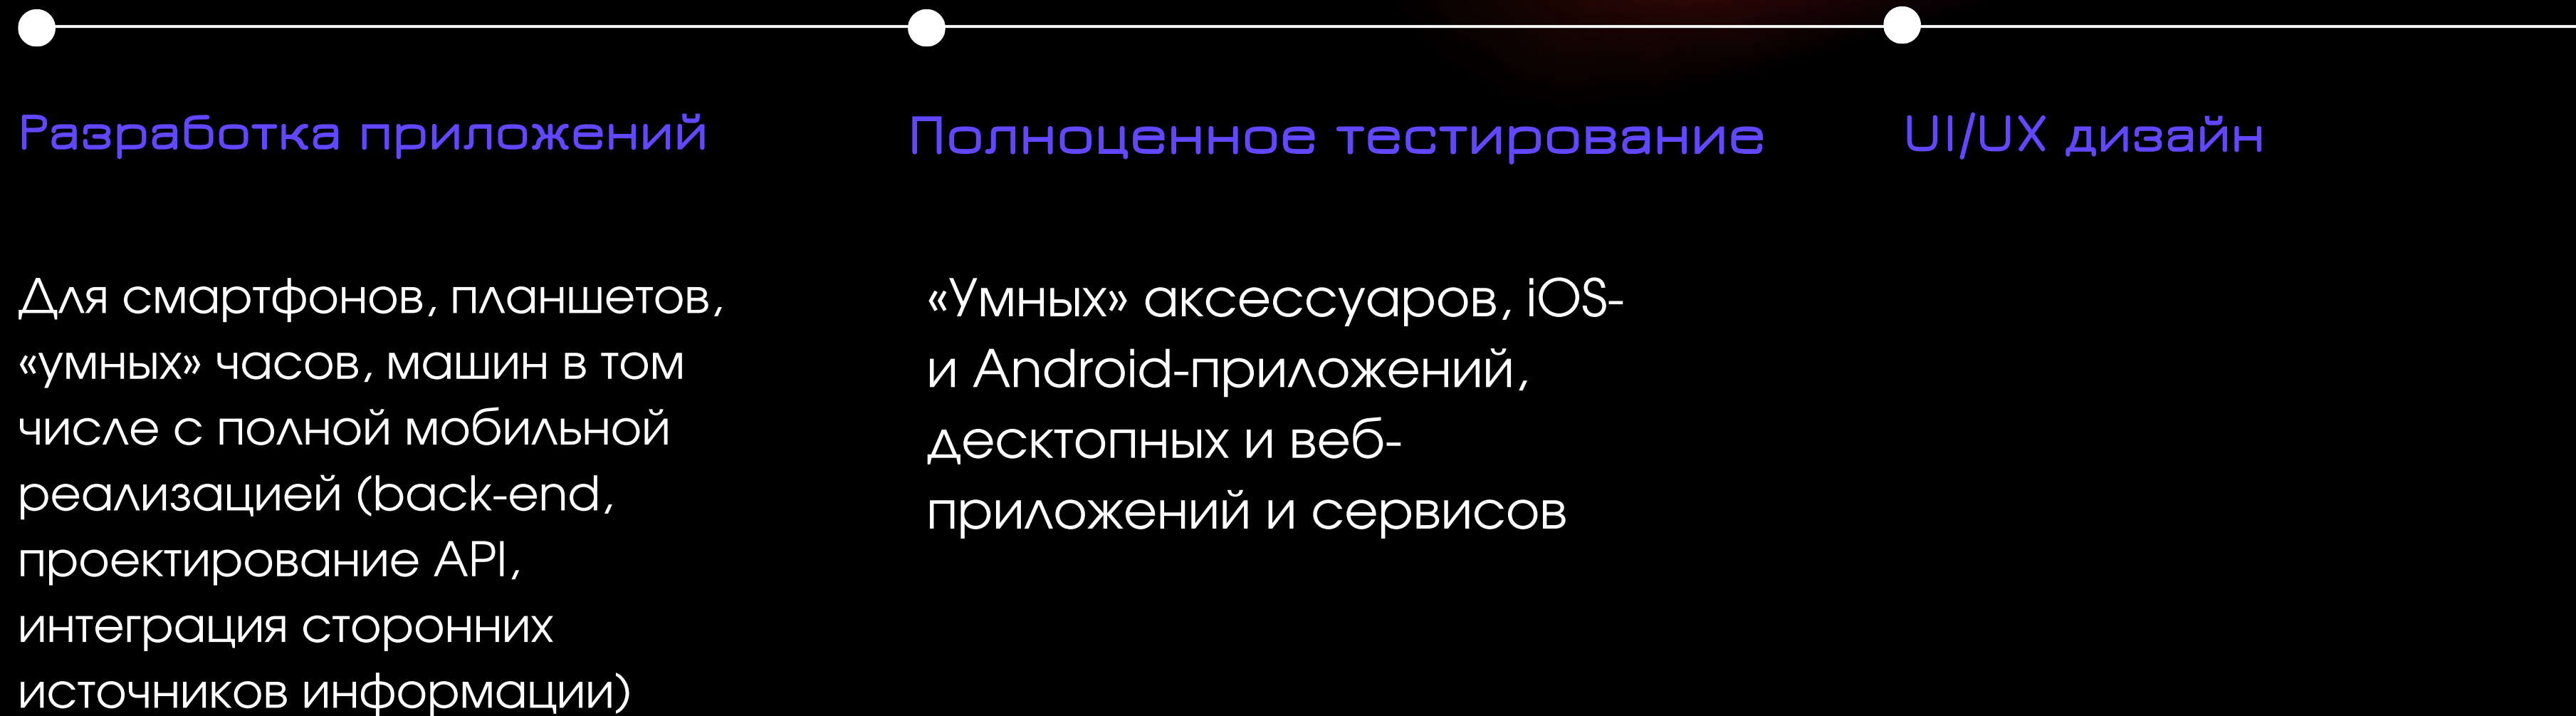 Разработка приложений
Для смартфонов, планшетов,
«умных» часов, машин в том
числе с полной мобильной
реализацией (back-end,
проектирование API,
интеграция сторонних
источников информации)
Полноценное тестирование
«Умных» аксессуаров, iOS-
и Android-приложений,
десктопных и веб-
приложений и сервисов
UI/UX дизайн